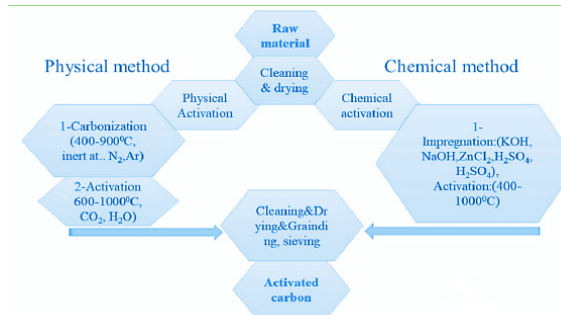 Raw
material
Physical method
Chemical method
Cleaning
& drying
Physical
Activation
Chemical
activation
1-Carbonization
(400-900⁰C,
inert at.. N₂,Ar)
2-Activation
600-1000⁰C,
CO₂, H₂O)
1-
Impregnation:(KOH,
NaOH,ZnCl₂,H₂SO₄,
H₂SO₄),
Activation:(400-
1000⁰C)
Cleaning&Dr
ying&Graindi
ng, sieving
Activated
carbon